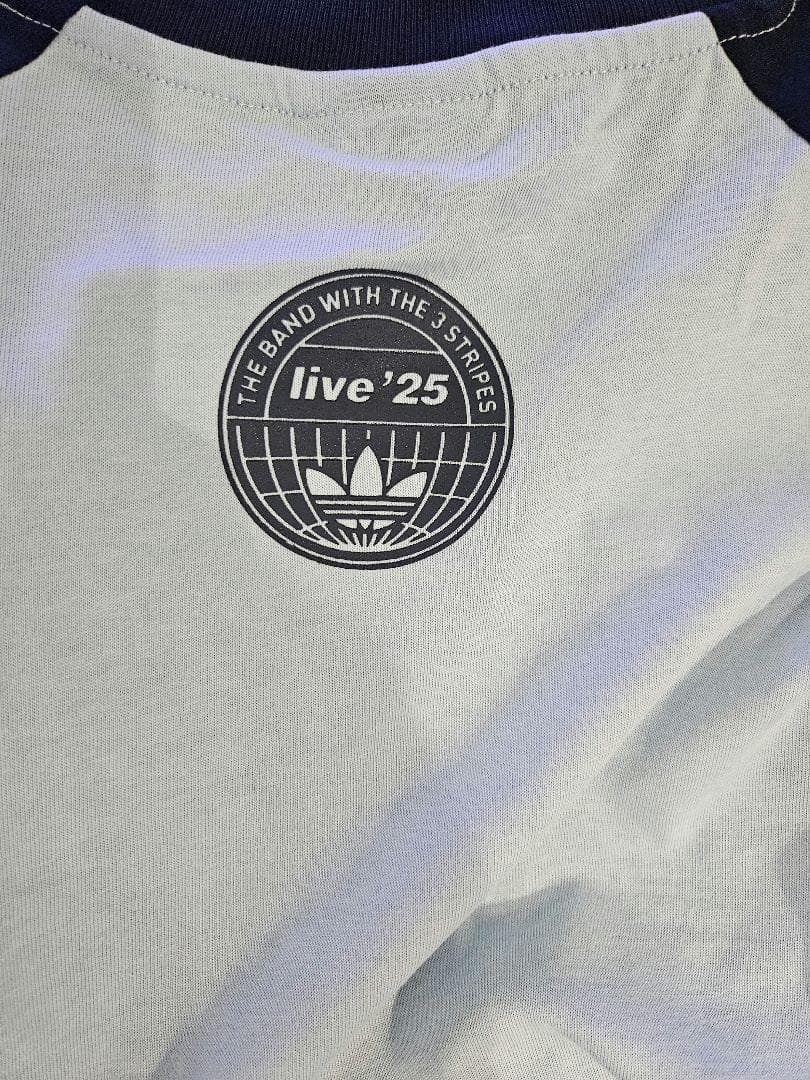 THE BAND WITH THE 3 STRIPES
live '25